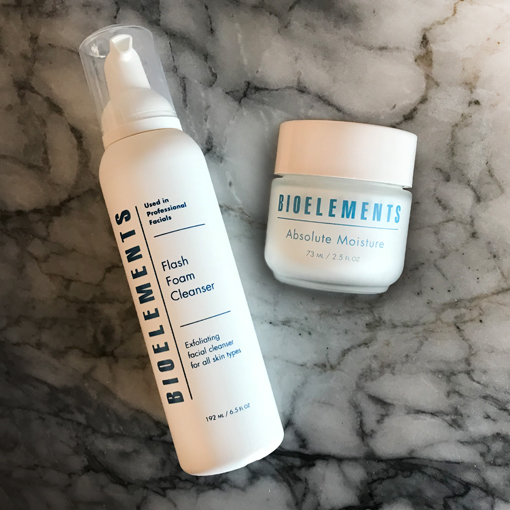 BIOELEMENTS
Used in
Professional
Facials
Flash
Foam
Cleanser
Exfoliating
facial cleanser
for all skin types
192 ML / 6.5 fl OZ
BIOELEMENTS
Absolute Moisture
73 ML / 2.5 fl OZ